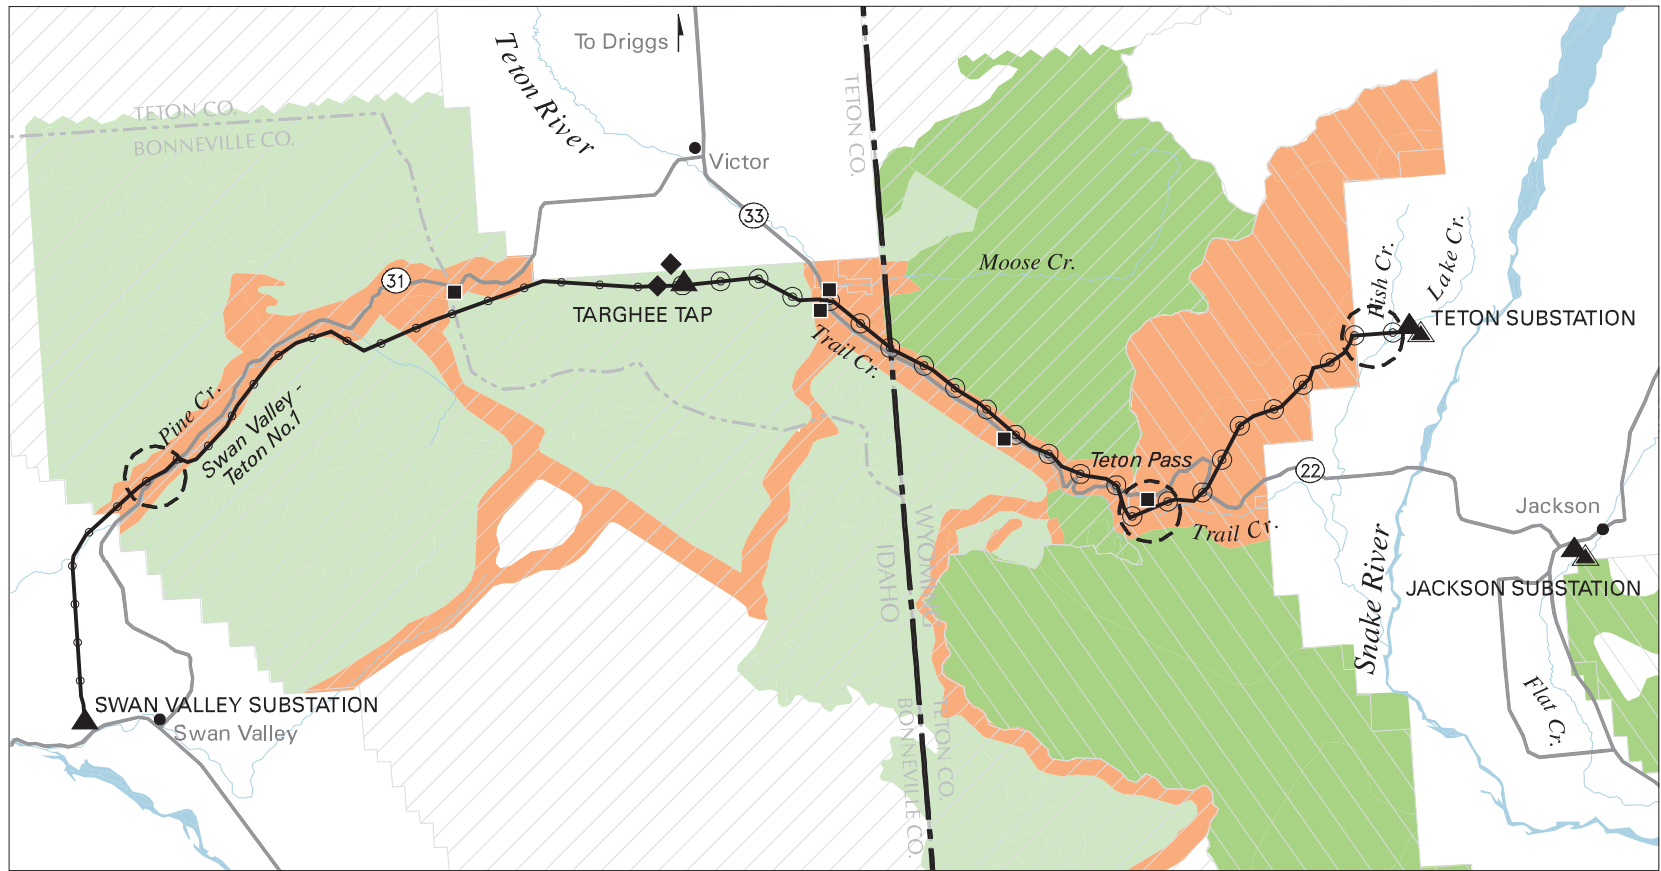 To Driggs
Teton River
TETON CO.
BONNEVILLE CO.
TETON CO.
Victor
33
Moose Cr.
Fish Cr.
Lake Cr.
31
TARGHEE TAP
TETON SUBSTATION
Trail Cr.
Pine Cr.
Swan Valley -
Teton No.1
Teton Pass
22
Jackson
Trail Cr.
WYOMING
IDAHO
JACKSON SUBSTATION
Snake River
SWAN VALLEY SUBSTATION
Swan Valley
Flat Cr.
TETON CO.
BONNEVILLE CO.